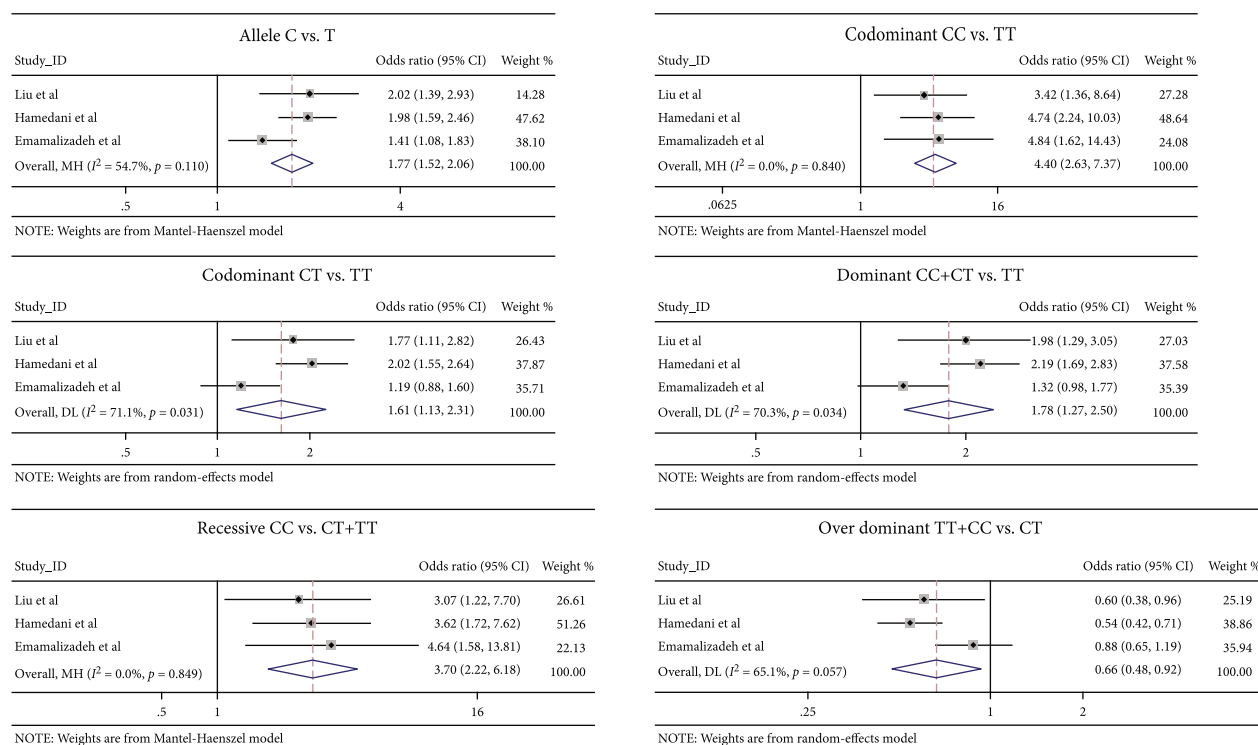 Allele C vs. T
Study_ID Odds ratio (95% CI) Weight %
Liu et al 2.02 (1.39, 2.93) 14.28
Hamedani et al 1.98 (1.59, 2.46) 47.62
Emamalizadeh et al 1.41 (1.08, 1.83) 38.10
Overall, MH (I² = 54.7%, p = 0.110) 1.77 (1.52, 2.06) 100.00
.5 1 4
NOTE: Weights are from Mantel-Haenszel model
Codominant CC vs. TT
Study_ID Odds ratio (95% CI) Weight %
Liu et al 3.42 (1.36, 8.64) 27.28
Hamedani et al 4.74 (2.24, 10.03) 48.64
Emamalizadeh et al 4.84 (1.62, 14.43) 24.08
Overall, MH (I² = 0.0%, p = 0.840) 4.40 (2.63, 7.37) 100.00
.0625 1 16
NOTE: Weights are from Mantel-Haenszel model
Codominant CT vs. TT
Study_ID Odds ratio (95% CI) Weight %
Liu et al 1.77 (1.11, 2.82) 26.43
Hamedani et al 2.02 (1.55, 2.64) 37.87
Emamalizadeh et al 1.19 (0.88, 1.60) 35.71
Overall, DL (I² = 71.1%, p = 0.031) 1.61 (1.13, 2.31) 100.00
.5 1 2
NOTE: Weights are from random-effects model
Dominant CC+CT vs. TT
Study_ID Odds ratio (95% CI) Weight %
Liu et al 1.98 (1.29, 3.05) 27.03
Hamedani et al 2.19 (1.69, 2.83) 37.58
Emamalizadeh et al 1.32 (0.98, 1.77) 35.39
Overall, DL (I² = 70.3%, p = 0.034) 1.78 (1.27, 2.50) 100.00
.5 1 2
NOTE: Weights are from random-effects model
Recessive CC vs. CT+TT
Study_ID Odds ratio (95% CI) Weight %
Liu et al 3.07 (1.22, 7.70) 26.61
Hamedani et al 3.62 (1.72, 7.62) 51.26
Emamalizadeh et al 4.64 (1.58, 13.81) 22.13
Overall, MH (I² = 0.0%, p = 0.849) 3.70 (2.22, 6.18) 100.00
.5 1 16
NOTE: Weights are from Mantel-Haenszel model
Over dominant TT+CC vs. CT
Study_ID Odds ratio (95% CI) Weight %
Liu et al 0.60 (0.38, 0.96) 25.19
Hamedani et al 0.54 (0.42, 0.71) 38.86
Emamalizadeh et al 0.88 (0.65, 1.19) 35.94
Overall, DL (I² = 65.1%, p = 0.057) 0.66 (0.48, 0.92) 100.00
.25 1 2
NOTE: Weights are from random-effects model